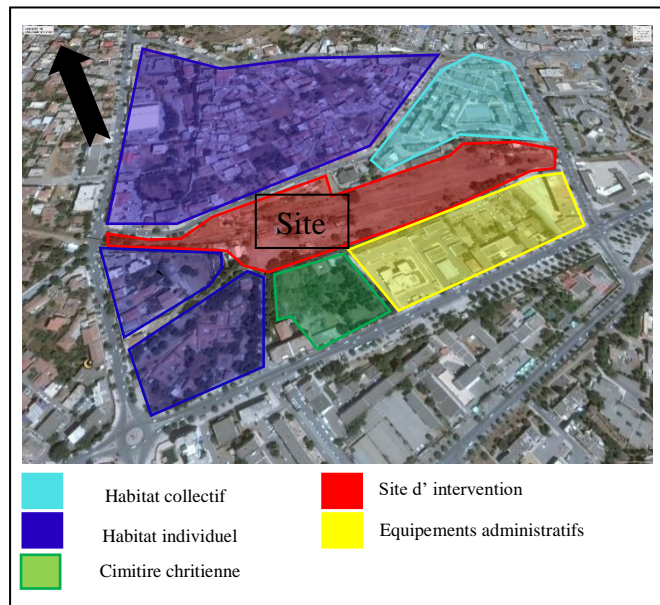 Site
Habitat collectif
Site d' intervention
Habitat individuel
Equipements administratifs
Cimitire chritienne